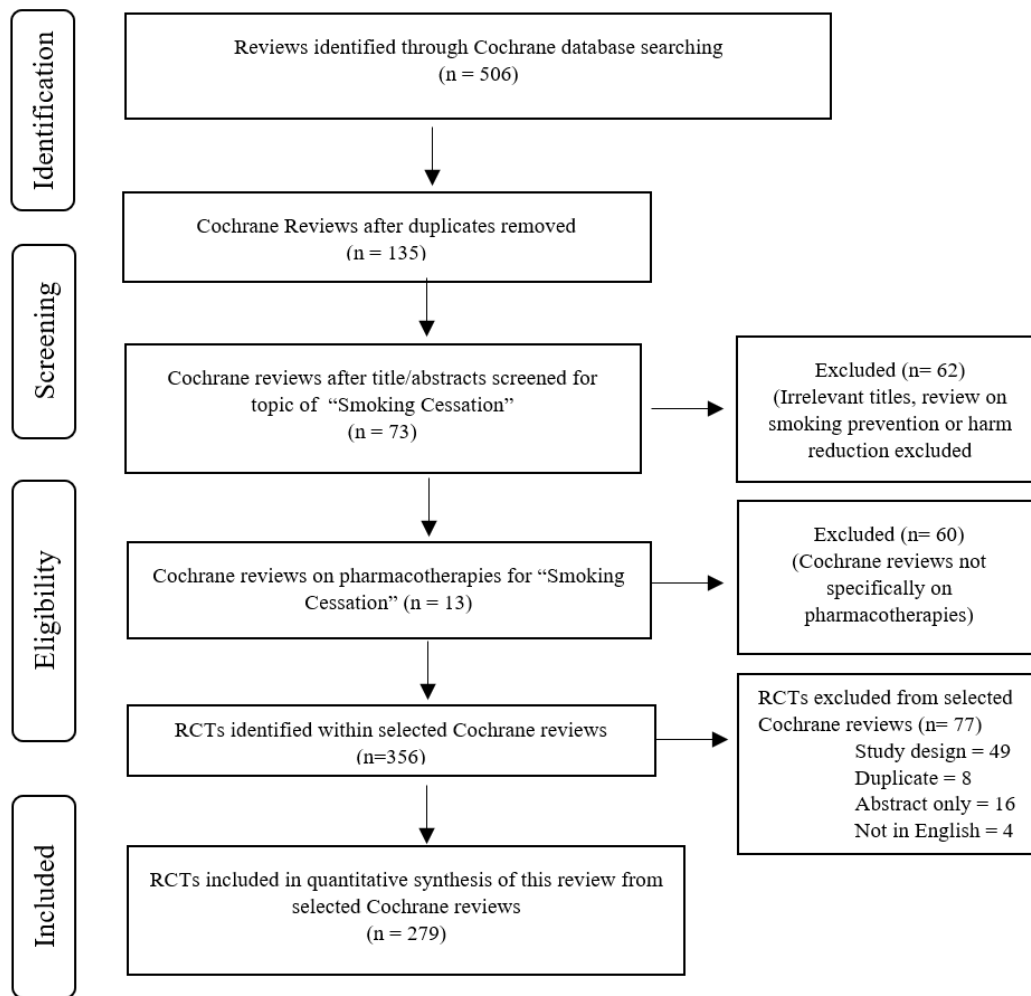 Identification
Reviews identified through Cochrane database searching
(n = 506)
Cochrane Reviews after duplicates removed
(n = 135)
Screening
Cochrane reviews after title/abstracts screened for
topic of “Smoking Cessation”
(n = 73)
Excluded (n= 62)
(Irrelevant titles, review on
smoking prevention or harm
reduction excluded
Eligibility
Cochrane reviews on pharmacotherapies for “Smoking
Cessation” (n = 13)
Excluded (n= 60)
(Cochrane reviews not
specifically on
pharmacotherapies)
RCTs identified within selected Cochrane reviews
(n=356)
RCTs excluded from selected
Cochrane reviews (n= 77)
Study design = 49
Duplicate = 8
Abstract only = 16
Not in English = 4
Included
RCTs included in quantitative synthesis of this review from
selected Cochrane reviews
(n = 279)